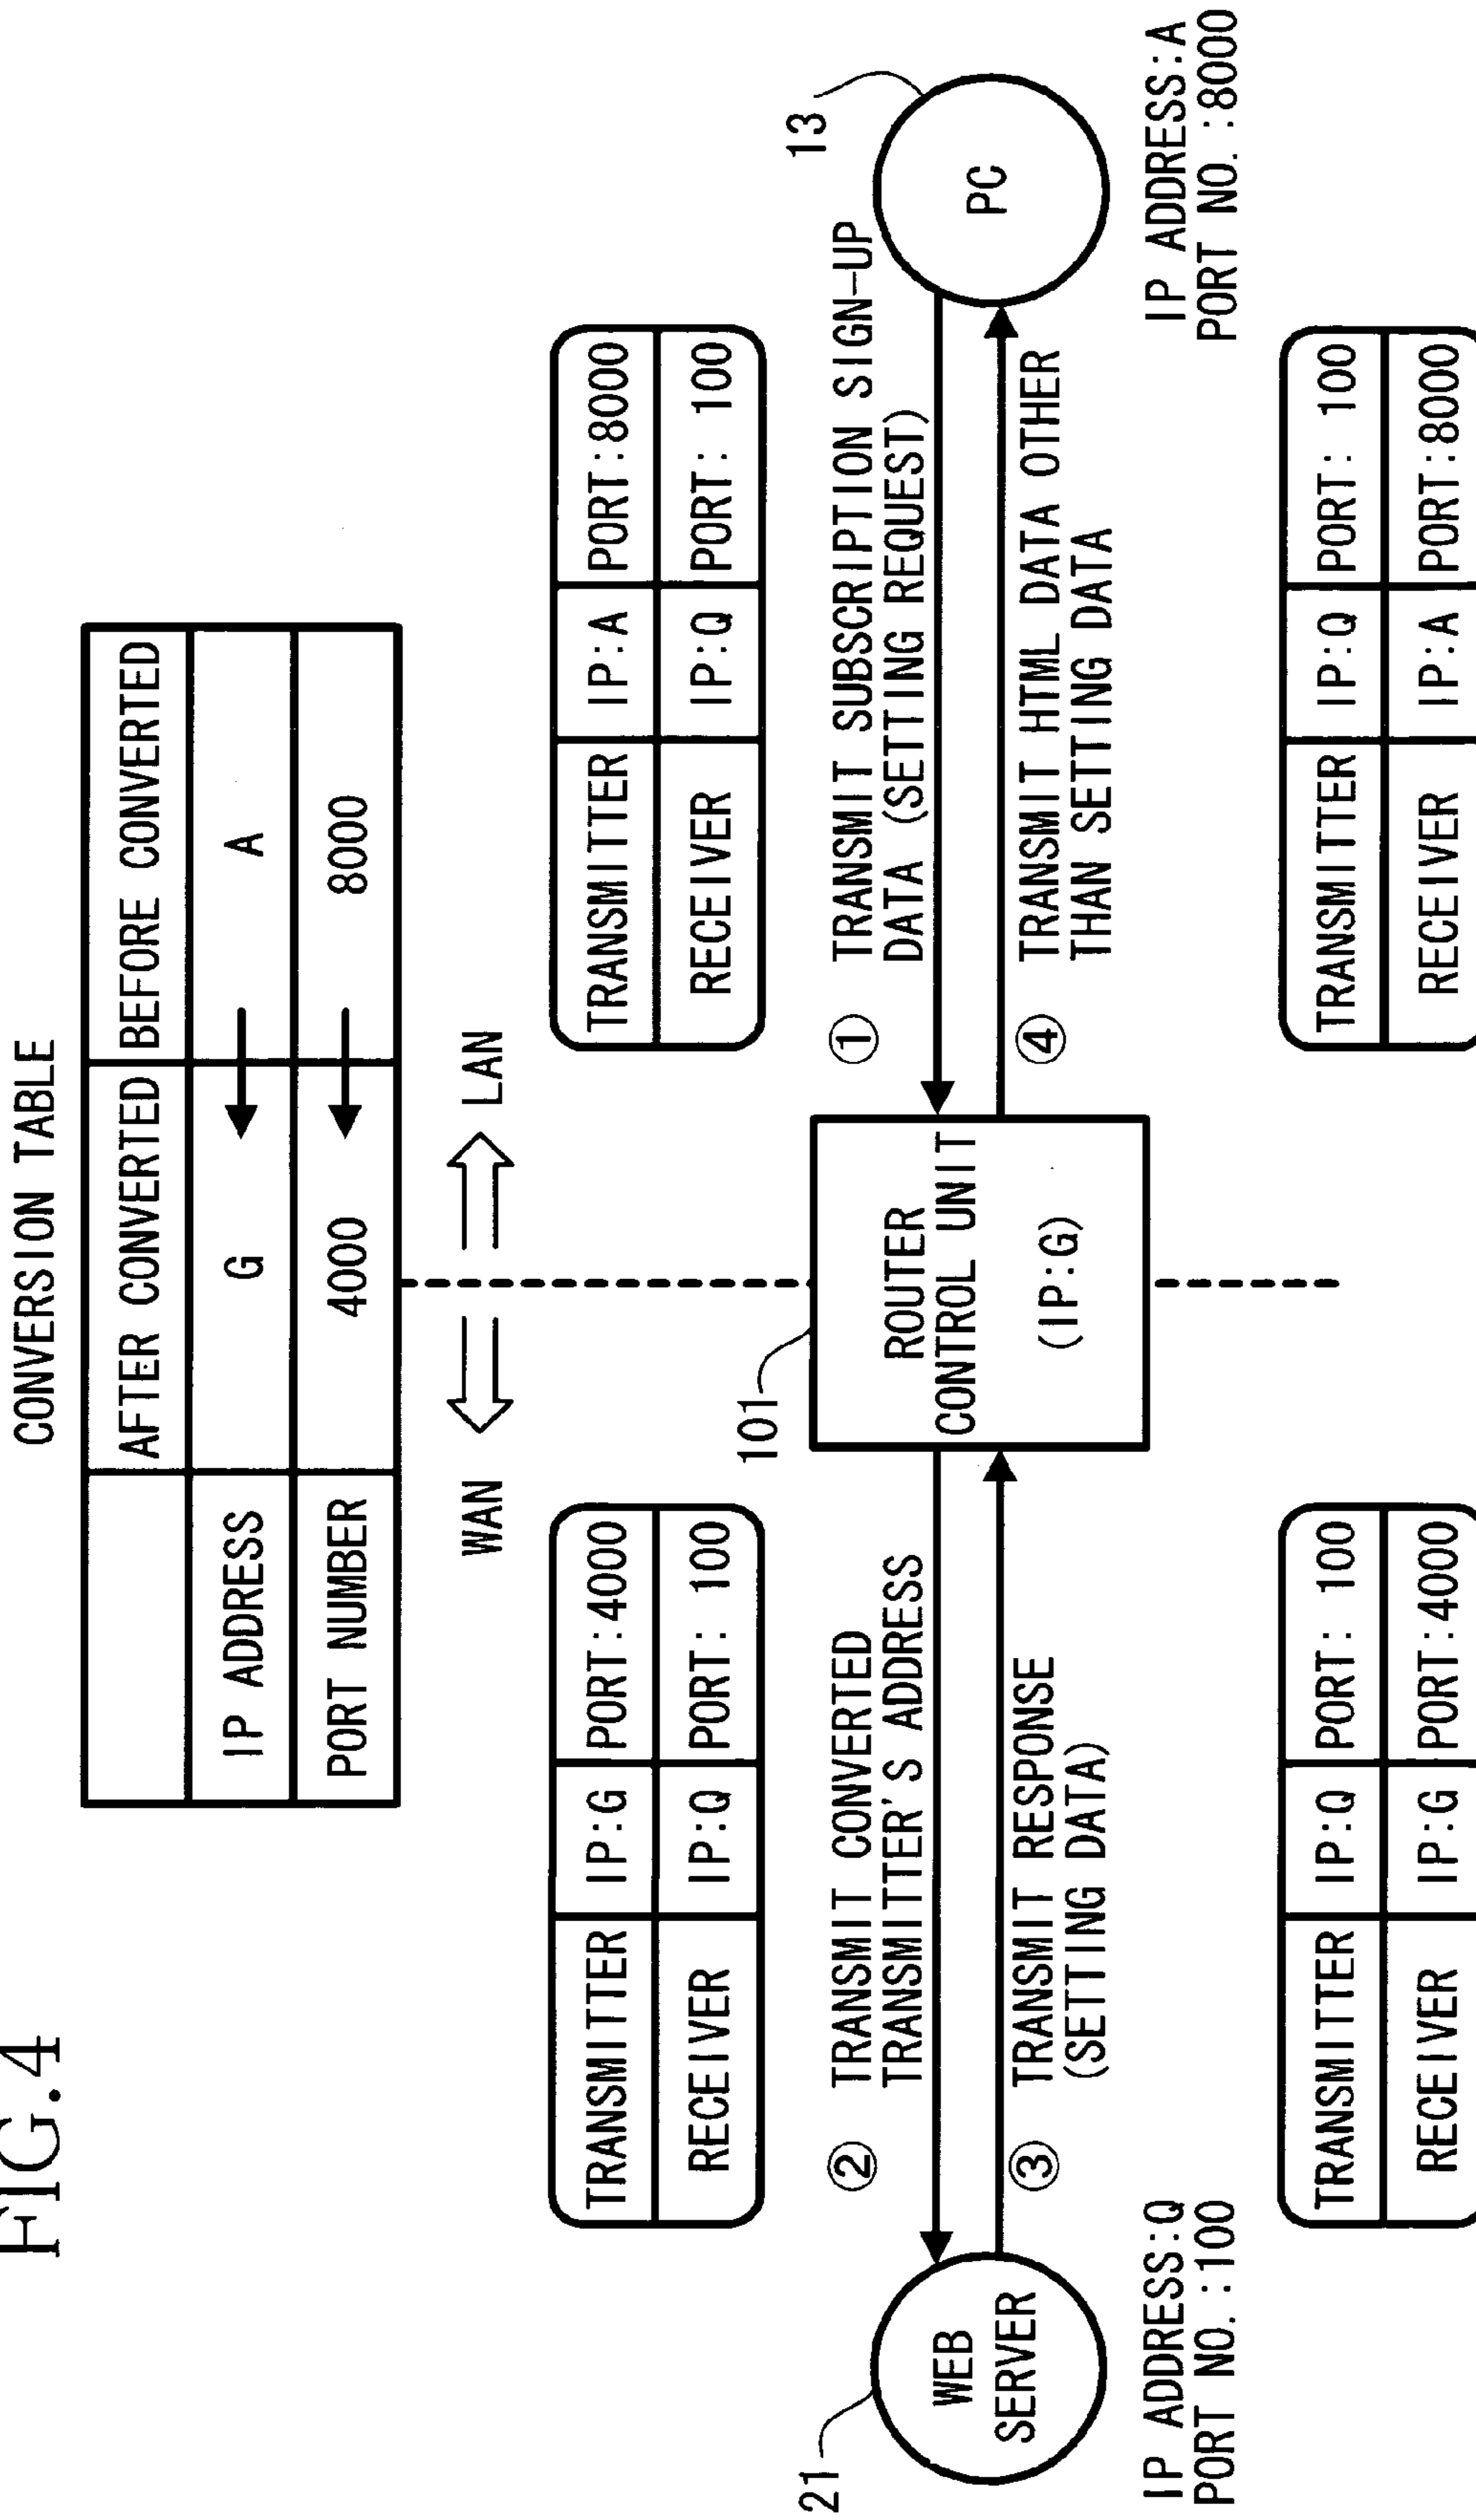 FIG.4
CONVERSION TABLE
AFTER CONVERTED BEFORE CONVERTED
IP ADDRESS G A
PORT NUMBER 4000 8000
WAN LAN
TRANSMITTER IP:G PORT:4000
RECEIVER IP:Q PORT: 100
TRANSMITTER IP:A PORT:8000
RECEIVER IP:Q PORT: 100
② TRANSMIT CONVERTED
TRANSMITTER'S ADDRESS
① TRANSMIT SUBSCRIPTION SIGN-UP
DATA (SETTING REQUEST)
21
WEB
SERVER
101
ROUTER
CONTROL UNIT
(IP:G)
13
PC
③ TRANSMIT RESPONSE
(SETTING DATA)
④ TRANSMIT HTML DATA OTHER
THAN SETTING DATA
IP ADDRESS:Q
PORT NO.:100
IP ADDRESS:A
PORT NO.:8000
TRANSMITTER IP:Q PORT: 100
RECEIVER IP:G PORT:4000
TRANSMITTER IP:Q PORT: 100
RECEIVER IP:A PORT:8000